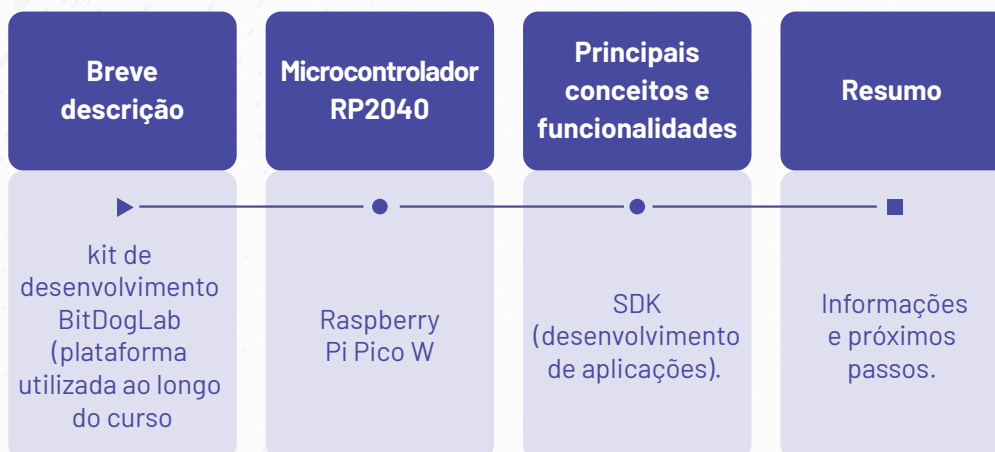 Breve
descrição
Microcontrolador
RP2040
Principais
conceitos e
funcionalidades
Resumo
kit de
desenvolvimento
BitDogLab
(plataforma
utilizada ao longo
do curso
Raspberry
Pi Pico W
SDK
(desenvolvimento
de aplicações).
Informações
e próximos
passos.